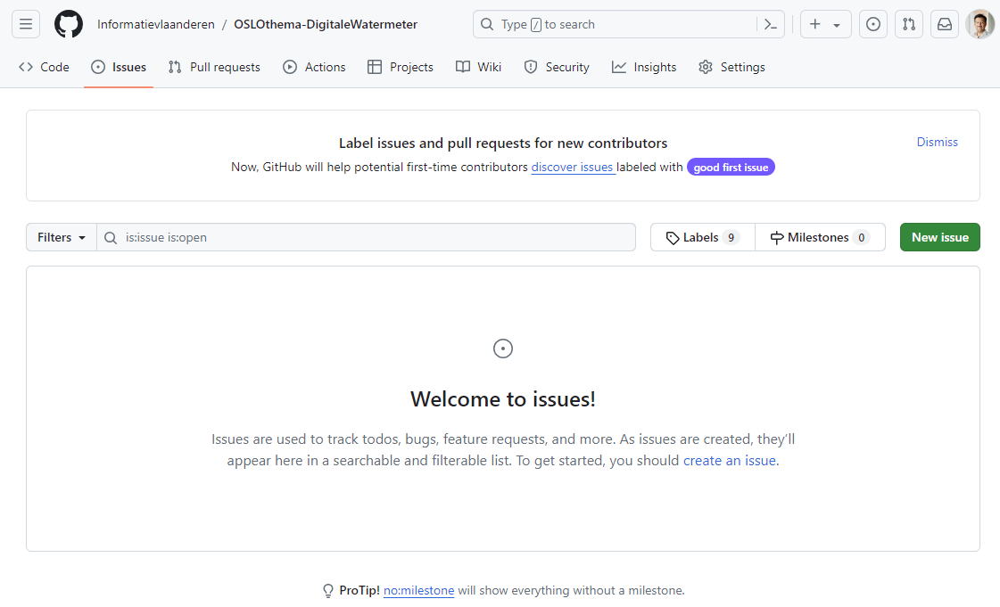 Informatievlaanderen / OSLOthema-DigitaleWatermeter
Type / to search
Code Issues Pull requests Actions Projects Wiki Security Insights Settings
Label issues and pull requests for new contributors
Dismiss
Now, GitHub will help potential first-time contributors discover issues labeled with good first issue
Filters is:issue is:open Labels 9 Milestones 0 New issue
Welcome to issues!
Issues are used to track todos, bugs, feature requests, and more. As issues are created, they’ll
appear here in a searchable and filterable list. To get started, you should create an issue.
ProTip! no:milestone will show everything without a milestone.